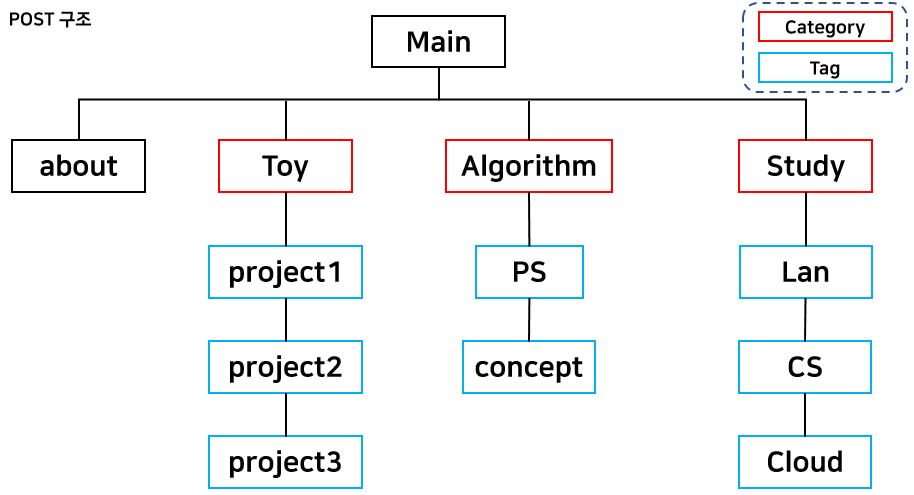 POST 구조
Main
Category
Tag
about
Toy
Algorithm
Study
project1
PS
Lan
project2
concept
CS
project3
Cloud